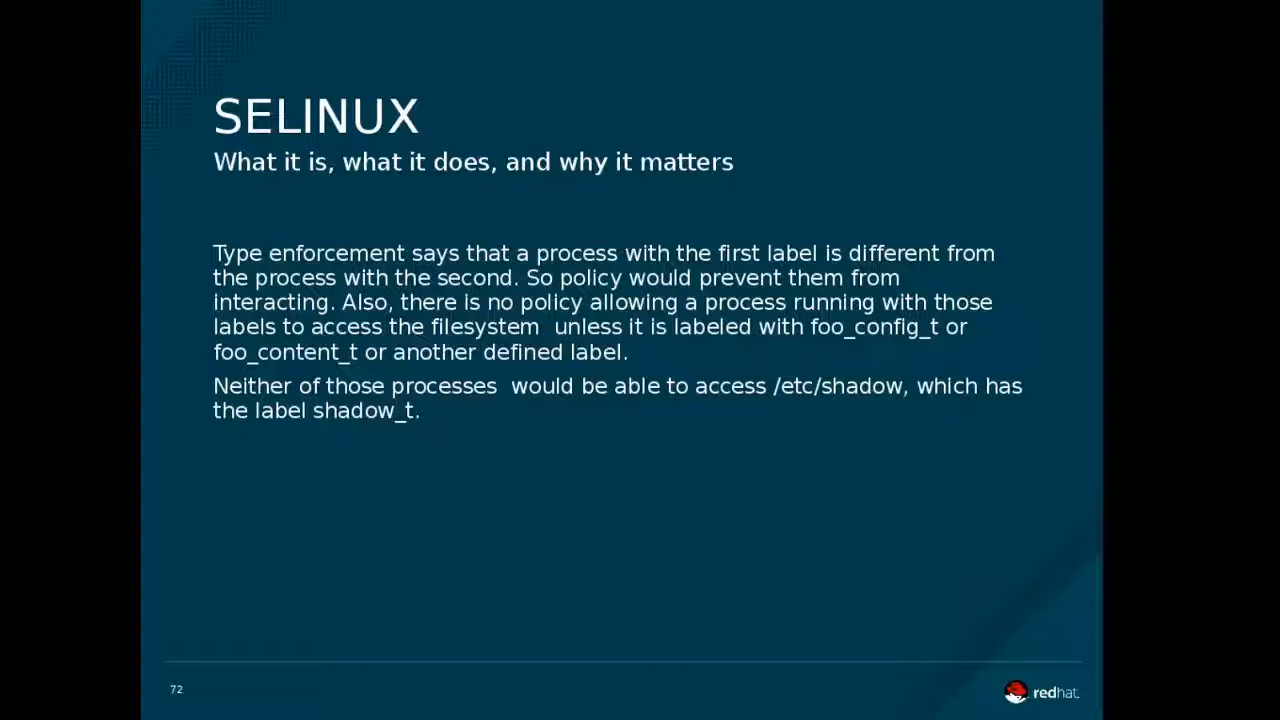 SELINUX
What it is, what it does, and why it matters
Type enforcement says that a process with the first label is different from
the process with the second. So policy would prevent them from
interacting. Also, there is no policy allowing a process running with those
labels to access the filesystem  unless it is labeled with foo_config_t or
foo_content_t or another defined label.
Neither of those processes  would be able to access /etc/shadow, which has
the label shadow_t.
72
redhat.